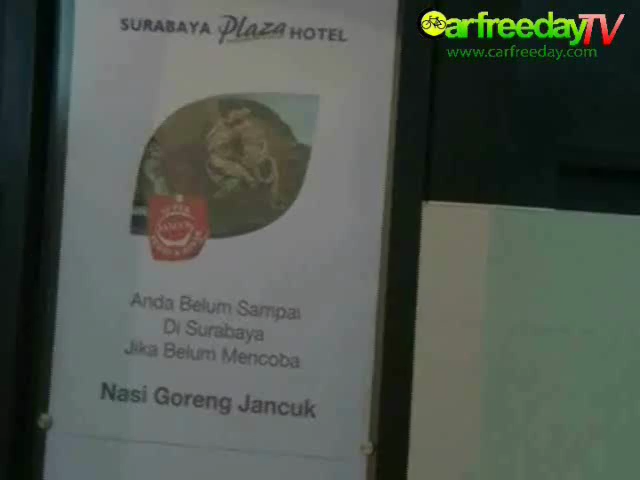 SURABAYA Plaza HOTEL
CarfreedayTV
www.carfreeday.com
Anda Belum Sampai
Di Surabaya
Jika Belum Mencoba
Nasi Goreng Jancuk